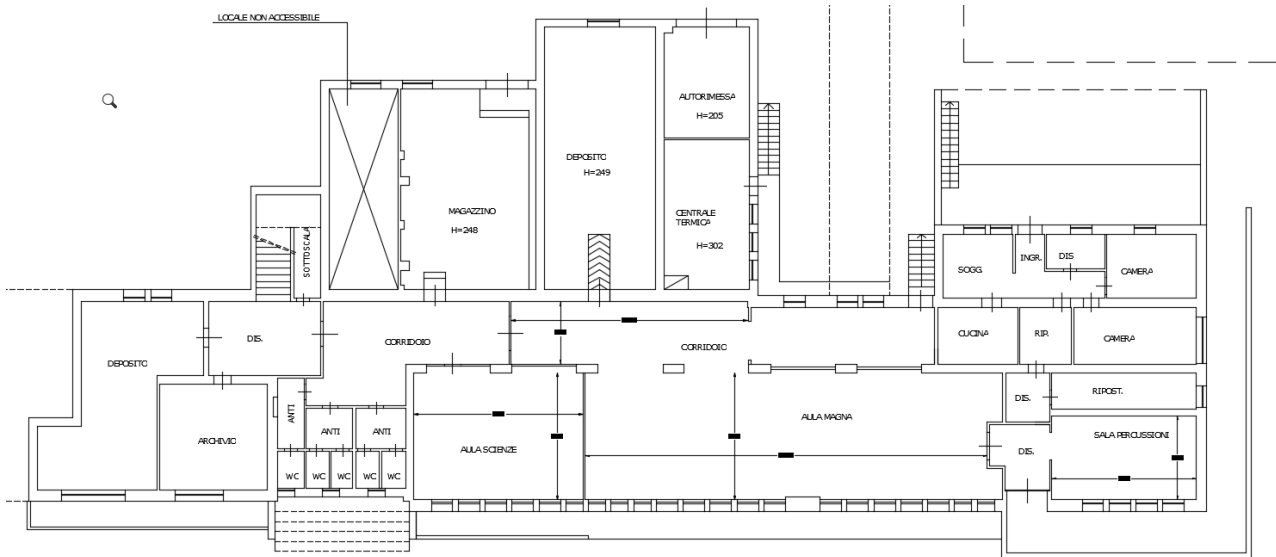 LOCALE NON ACCESSIBILE
AUTORIMESSA
H=205
DEPOSITO
H=249
MAGAZZINO
H=248
CENTRALE
TERMICA
H=302
SOTTOSCALA
SOGG.
INGR.
DIS
CAMERA
DEPOSITO
DIS.
CORRIDOIO
CORRIDOIO
CUCINA
RIP.
CAMERA
ARCHIVIO
ANTI
ANTI
ANTI
WC
WC
WC
WC
WC
AULA SCIENZE
AULA MAGNA
DIS.
RIPOST.
DIS.
SALA PERCUSSIONI